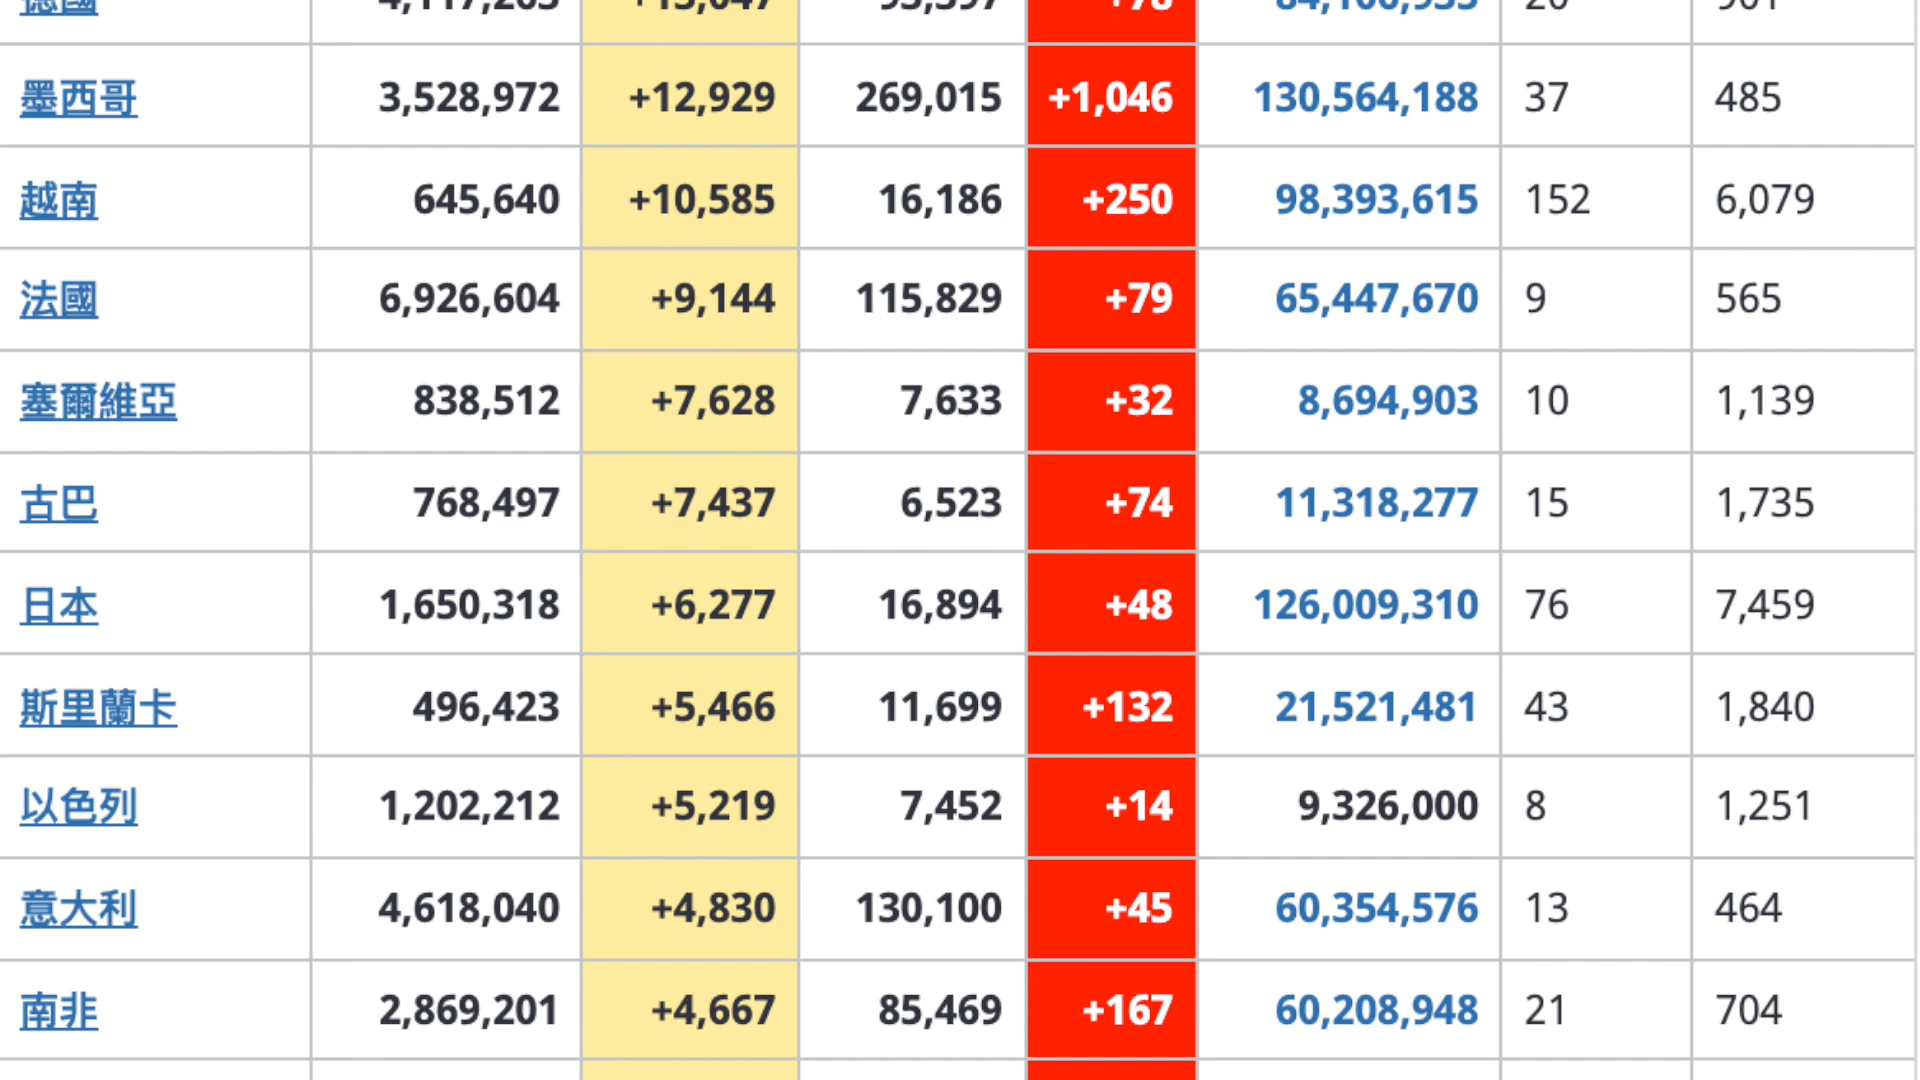 德國 +78 26
墨西哥 3,528,972 +12,929 269,015 +1,046 130,564,188 37 485
越南 645,640 +10,585 16,186 +250 98,393,615 152 6,079
法國 6,926,604 +9,144 115,829 +79 65,447,670 9 565
塞爾維亞 838,512 +7,628 7,633 +32 8,694,903 10 1,139
古巴 768,497 +7,437 6,523 +74 11,318,277 15 1,735
日本 1,650,318 +6,277 16,894 +48 126,009,310 76 7,459
斯里蘭卡 496,423 +5,466 11,699 +132 21,521,481 43 1,840
以色列 1,202,212 +5,219 7,452 +14 9,326,000 8 1,251
意大利 4,618,040 +4,830 130,100 +45 60,354,576 13 464
南非 2,869,201 +4,667 85,469 +167 60,208,948 21 704